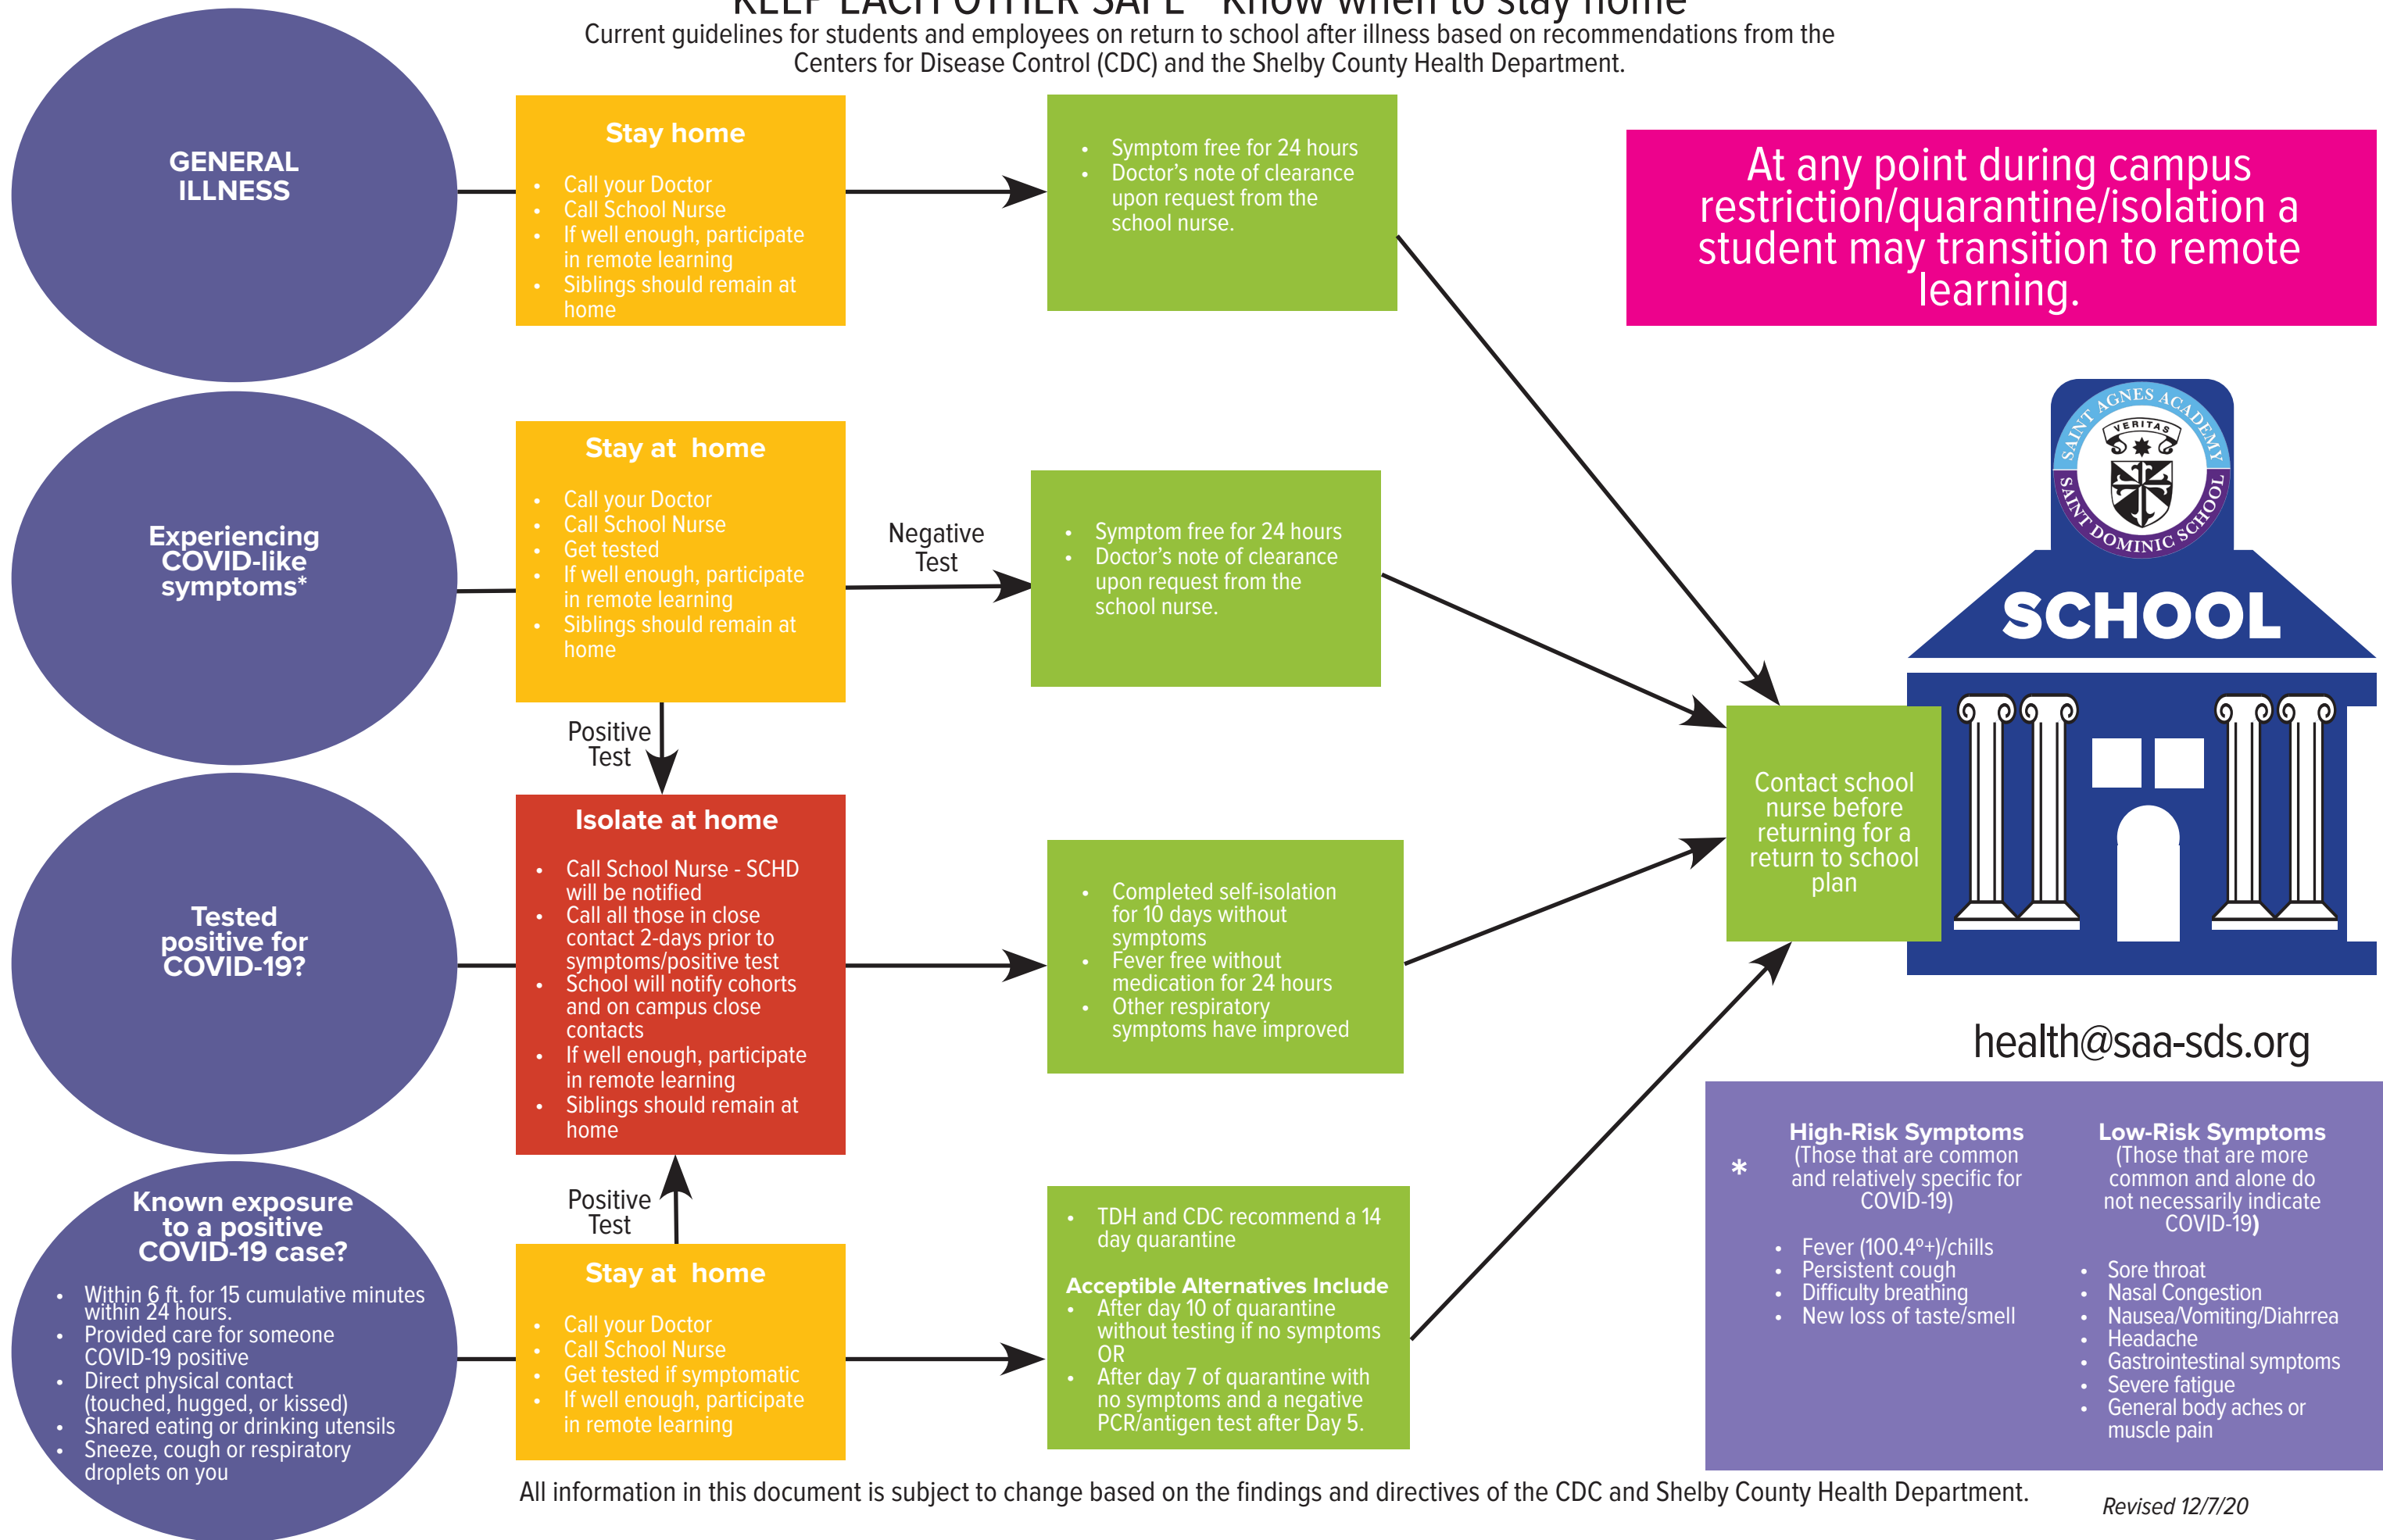 KEEP EACH OTHER SAFE - Know when to stay home
Current guidelines for students and employees on return to school after illness based on recommendations from the
Centers for Disease Control (CDC) and the Shelby County Health Department.
GENERAL
ILLNESS
Stay home
• Call your Doctor
• Call School Nurse
• If well enough, participate
in remote learning
• Siblings should remain at
home
• Symptom free for 24 hours
• Doctor's note of clearance
upon request from the
school nurse.
At any point during campus
restriction/quarantine/isolation a
student may transition to remote
learning.
Experiencing
COVID-like
symptoms*
Stay at home
• Call your Doctor
• Call School Nurse
• Get tested
• If well enough, participate
in remote learning
• Siblings should remain at
home
Negative
Test
• Symptom free for 24 hours
• Doctor's note of clearance
upon request from the
school nurse.
SAINT AGNES ACADEMY
VERITAS
SAINT DOMINIC SCHOOL
SCHOOL
Positive
Test
Tested
positive for
COVID-19?
Isolate at home
• Call School Nurse - SCHD
will be notified
• Call all those in close
contact 2-days prior to
symptoms/positive test
• School will notify cohorts
and on campus close
contacts
• If well enough, participate
in remote learning
• Siblings should remain at
home
• Completed self-isolation
for 10 days without
symptoms
• Fever free without
medication for 24 hours
• Other respiratory
symptoms have improved
Contact school
nurse before
returning for a
return to school
plan
health@saa-sds.org
Known exposure
to a positive
COVID-19 case?
• Within 6 ft. for 15 cumulative minutes
within 24 hours.
• Provided care for someone
COVID-19 positive
• Direct physical contact
(touched, hugged, or kissed)
• Shared eating or drinking utensils
• Sneeze, cough or respiratory
droplets on you
Positive
Test
Stay at home
• Call your Doctor
• Call School Nurse
• Get tested if symptomatic
• If well enough, participate
in remote learning
• TDH and CDC recommend a 14
day quarantine
Acceptible Alternatives Include
• After day 10 of quarantine
without testing if no symptoms
OR
• After day 7 of quarantine with
no symptoms and a negative
PCR/antigen test after Day 5.
*
High-Risk Symptoms
(Those that are common
and relatively specific for
COVID-19)
• Fever (100.4º+)/chills
• Persistent cough
• Difficulty breathing
• New loss of taste/smell
Low-Risk Symptoms
(Those that are more
common and alone do
not necessarily indicate
COVID-19)
• Sore throat
• Nasal Congestion
• Nausea/Vomiting/Diahrrea
• Headache
• Gastrointestinal symptoms
• Severe fatigue
• General body aches or
muscle pain
All information in this document is subject to change based on the findings and directives of the CDC and Shelby County Health Department.
Revised 12/7/20